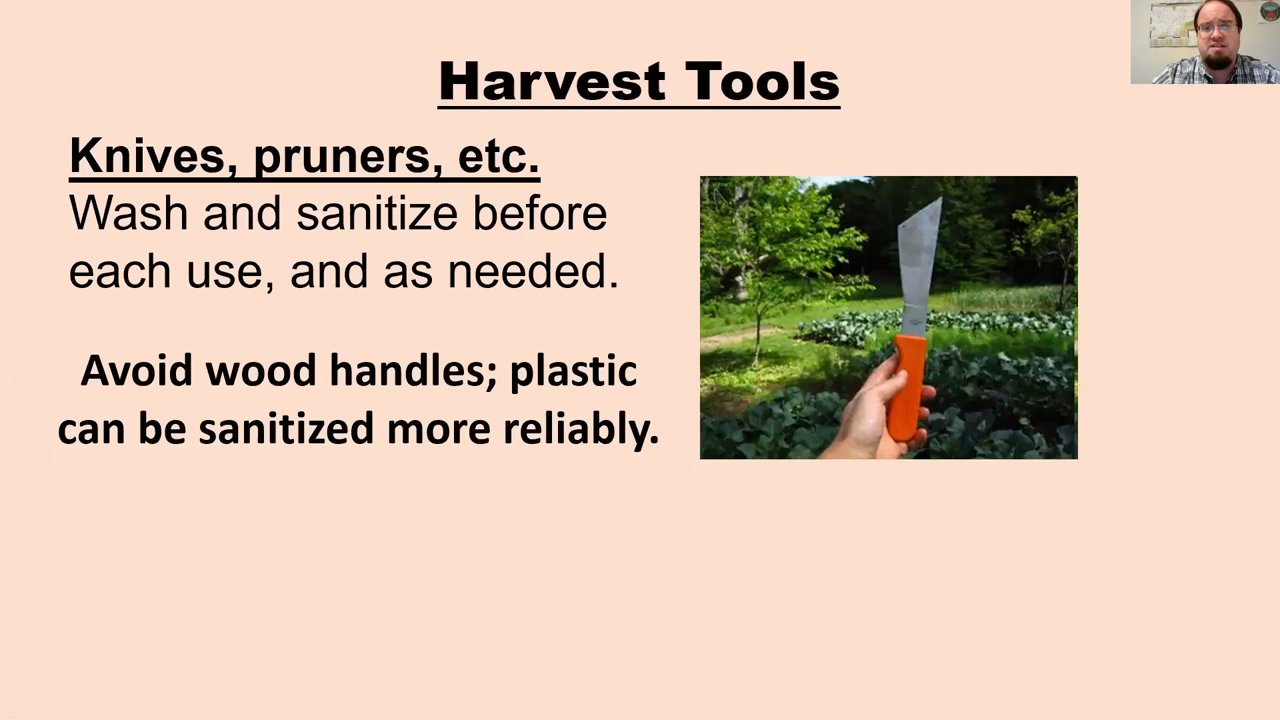 Harvest Tools
Knives, pruners, etc.
Wash and sanitize before
each use, and as needed.
Avoid wood handles; plastic
can be sanitized more reliably.